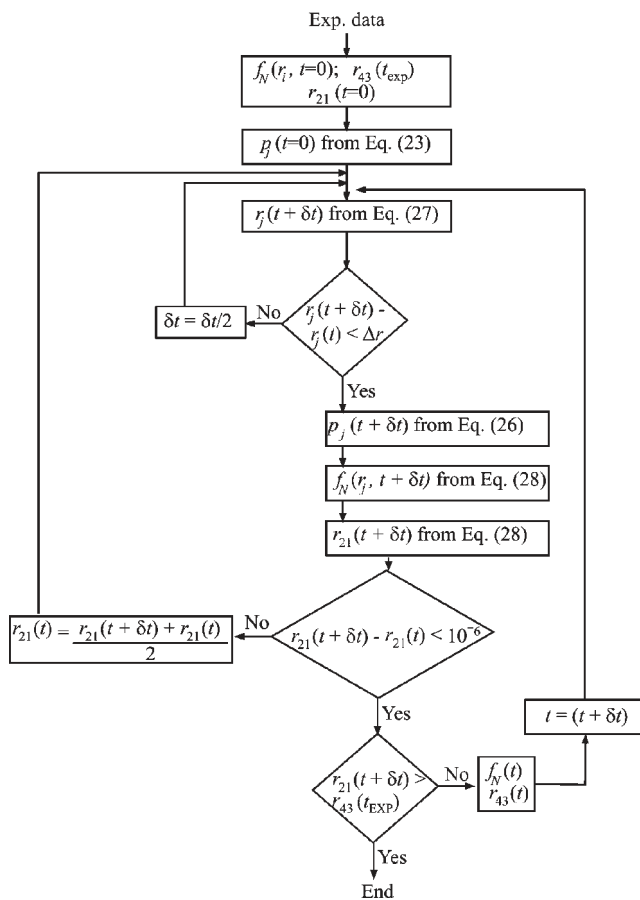 Exp. data
f_N(r_i, t=0); r_43(t_exp)
r_21(t=0)
p_j(t=0) from Eq. (23)
r_j(t + δt) from Eq. (27)
δt = δt/2
No
r_j(t + δt) -
r_j(t) < Δr
Yes
p_j(t + δt) from Eq. (26)
f_N(r_j, t + δt) from Eq. (28)
r_21(t + δt) from Eq. (28)
r_21(t) = r_21(t + δt) + r_21(t)
2
No
r_21(t + δt) - r_21(t) < 10^-6
Yes
t = (t + δt)
r_21(t + δt) >
r_43(t_EXP)
No
f_N(t)
r_43(t)
Yes
End